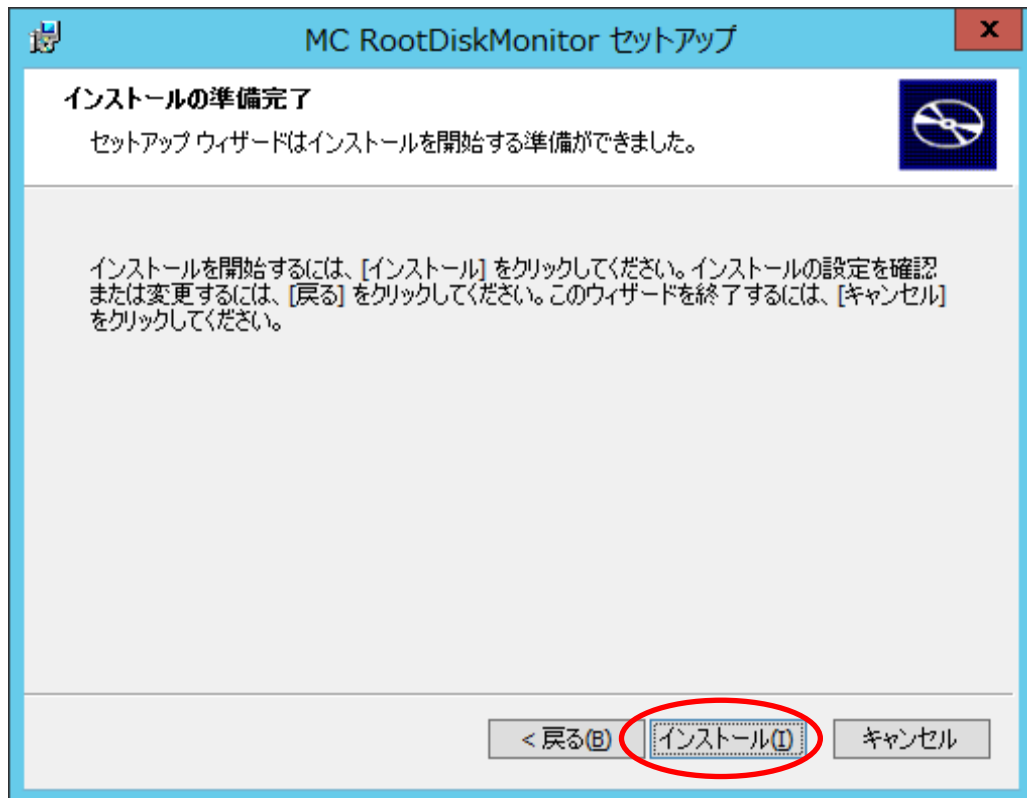 MC RootDiskMonitor セットアップ
x
インストールの準備完了
セットアップ ウィザードはインストールを開始する準備ができました。
インストールを開始するには、[インストール] をクリックしてください。インストールの設定を確認
または変更するには、[戻る] をクリックしてください。このウィザードを終了するには、[キャンセル]
をクリックしてください。
< 戻る(B)
インストール(I)
キャンセル